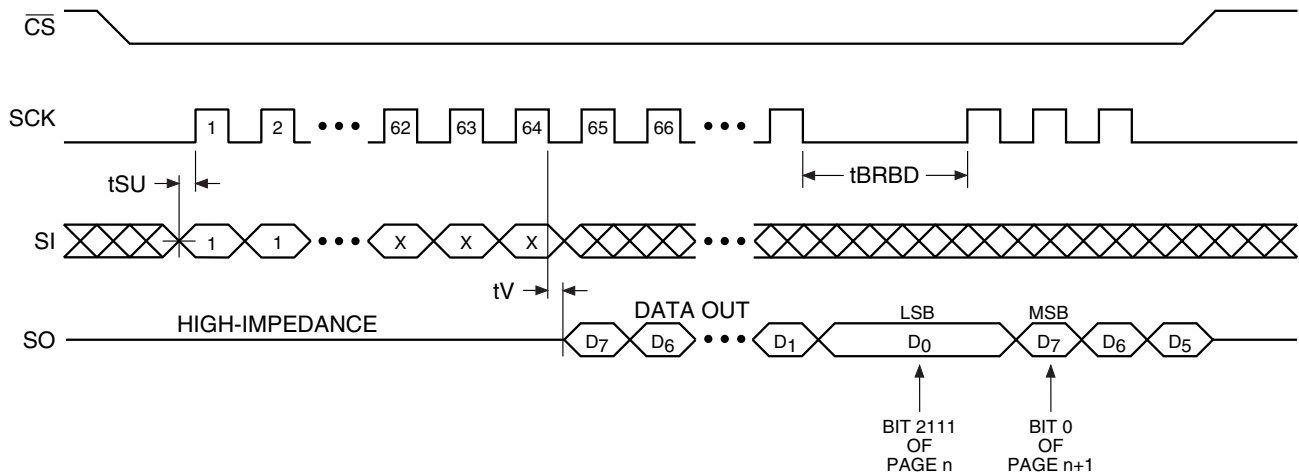 CS
SCK 1 2 ••• 62 63 64 65 66 •••
tSU tBRBD
SI 1 1 ••• X X X •••
tV
HIGH-IMPEDANCE DATA OUT LSB MSB
SO D7 D6 ••• D1 D0 D7 D6 D5
BIT 2111
OF
PAGE n
BIT 0
OF
PAGE n+1